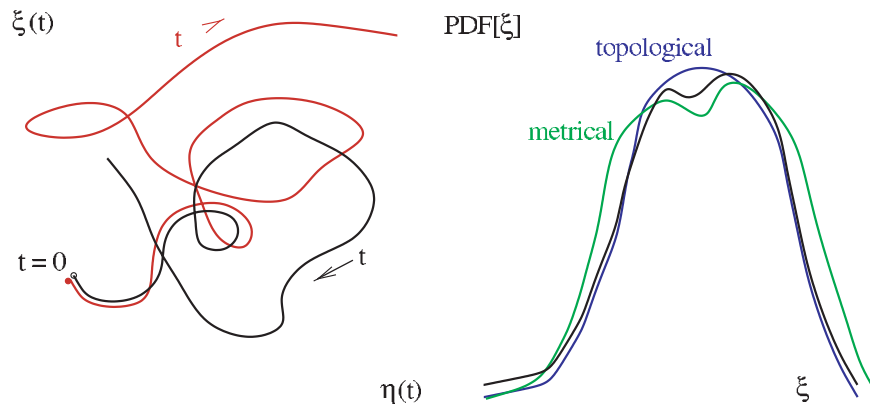 ξ(t)
t
t = 0
t
η(t)
PDF[ξ]
topological
metrical
ξ